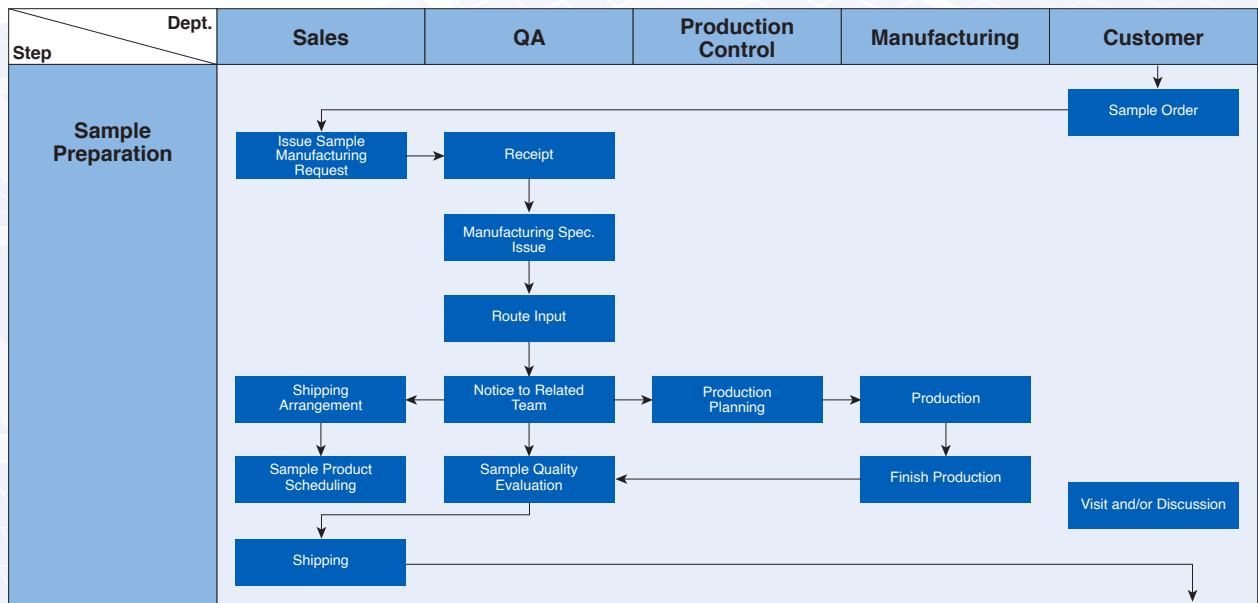 Dept.
Step
Sales
QA
Production
Control
Manufacturing
Customer
Sample
Preparation
Sample Order
Issue Sample
Manufacturing
Request
Receipt
Manufacturing Spec.
Issue
Route Input
Shipping
Arrangement
Notice to Related
Team
Production
Planning
Production
Sample Product
Scheduling
Sample Quality
Evaluation
Finish Production
Visit and/or Discussion
Shipping